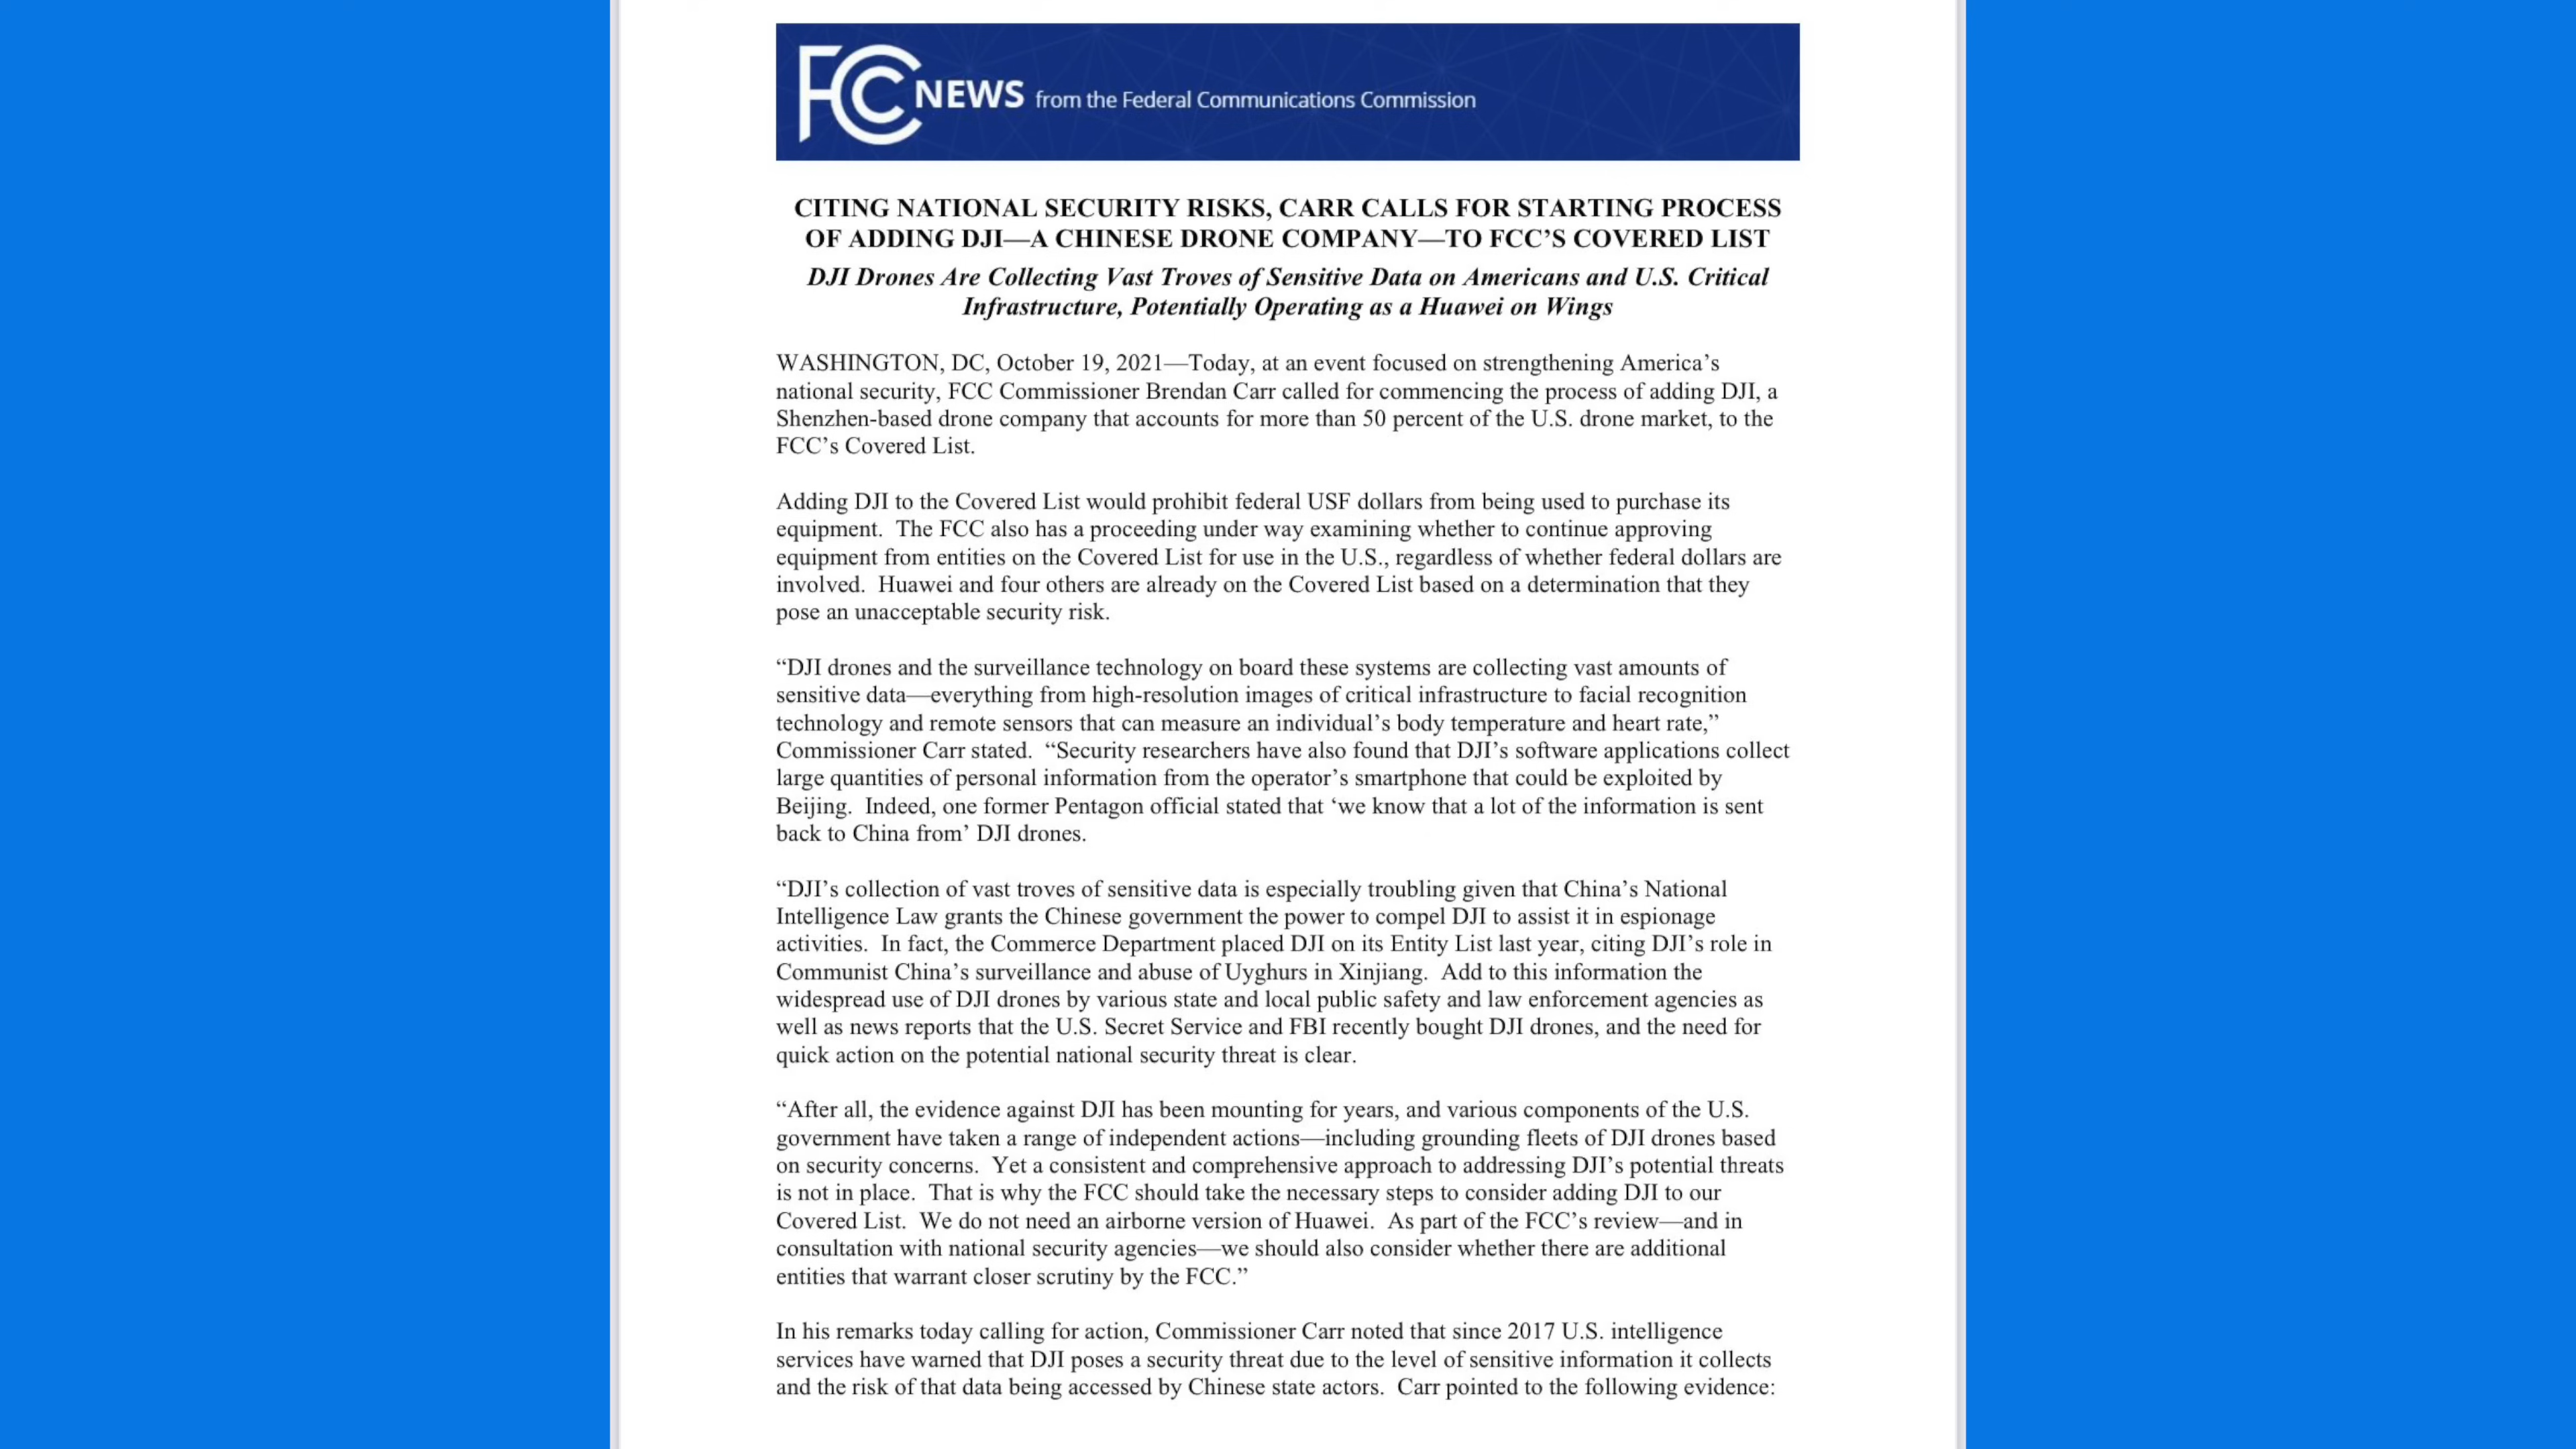 FCC NEWS from the Federal Communications Commission
CITING NATIONAL SECURITY RISKS, CARR CALLS FOR STARTING PROCESS
OF ADDING DJI—A CHINESE DRONE COMPANY—TO FCC’S COVERED LIST
DJI Drones Are Collecting Vast Troves of Sensitive Data on Americans and U.S. Critical
Infrastructure, Potentially Operating as a Huawei on Wings
WASHINGTON, DC, October 19, 2021—Today, at an event focused on strengthening America’s
national security, FCC Commissioner Brendan Carr called for commencing the process of adding DJI, a
Shenzhen-based drone company that accounts for more than 50 percent of the U.S. drone market, to the
FCC’s Covered List.
Adding DJI to the Covered List would prohibit federal USF dollars from being used to purchase its
equipment.  The FCC also has a proceeding under way examining whether to continue approving
equipment from entities on the Covered List for use in the U.S., regardless of whether federal dollars are
involved.  Huawei and four others are already on the Covered List based on a determination that they
pose an unacceptable security risk.
“DJI drones and the surveillance technology on board these systems are collecting vast amounts of
sensitive data—everything from high-resolution images of critical infrastructure to facial recognition
technology and remote sensors that can measure an individual’s body temperature and heart rate,”
Commissioner Carr stated.  “Security researchers have also found that DJI’s software applications collect
large quantities of personal information from the operator’s smartphone that could be exploited by
Beijing.  Indeed, one former Pentagon official stated that ‘we know that a lot of the information is sent
back to China from’ DJI drones.
“DJI’s collection of vast troves of sensitive data is especially troubling given that China’s National
Intelligence Law grants the Chinese government the power to compel DJI to assist it in espionage
activities.  In fact, the Commerce Department placed DJI on its Entity List last year, citing DJI’s role in
Communist China’s surveillance and abuse of Uyghurs in Xinjiang.  Add to this information the
widespread use of DJI drones by various state and local public safety and law enforcement agencies as
well as news reports that the U.S. Secret Service and FBI recently bought DJI drones, and the need for
quick action on the potential national security threat is clear.
“After all, the evidence against DJI has been mounting for years, and various components of the U.S.
government have taken a range of independent actions—including grounding fleets of DJI drones based
on security concerns.  Yet a consistent and comprehensive approach to addressing DJI’s potential threats
is not in place.  That is why the FCC should take the necessary steps to consider adding DJI to our
Covered List.  We do not need an airborne version of Huawei.  As part of the FCC’s review—and in
consultation with national security agencies—we should also consider whether there are additional
entities that warrant closer scrutiny by the FCC.”
In his remarks today calling for action, Commissioner Carr noted that since 2017 U.S. intelligence
services have warned that DJI poses a security threat due to the level of sensitive information it collects
and the risk of that data being accessed by Chinese state actors.  Carr pointed to the following evidence: